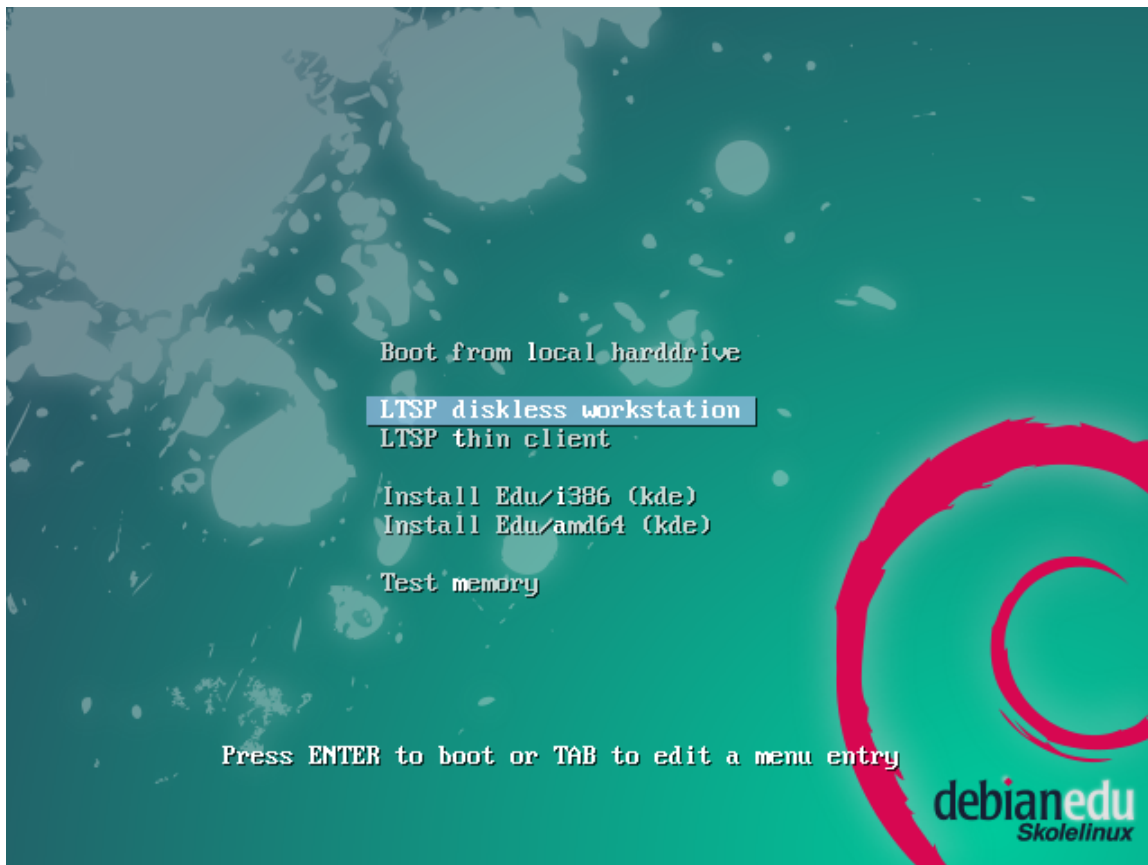 Boot from local harddrive
LTSP diskless workstation
LTSP thin client
Install Edu/i386 (kde)
Install Edu/amd64 (kde)
Test memory
Press ENTER to boot or TAB to edit a menu entry
debianedu
Skolelinux